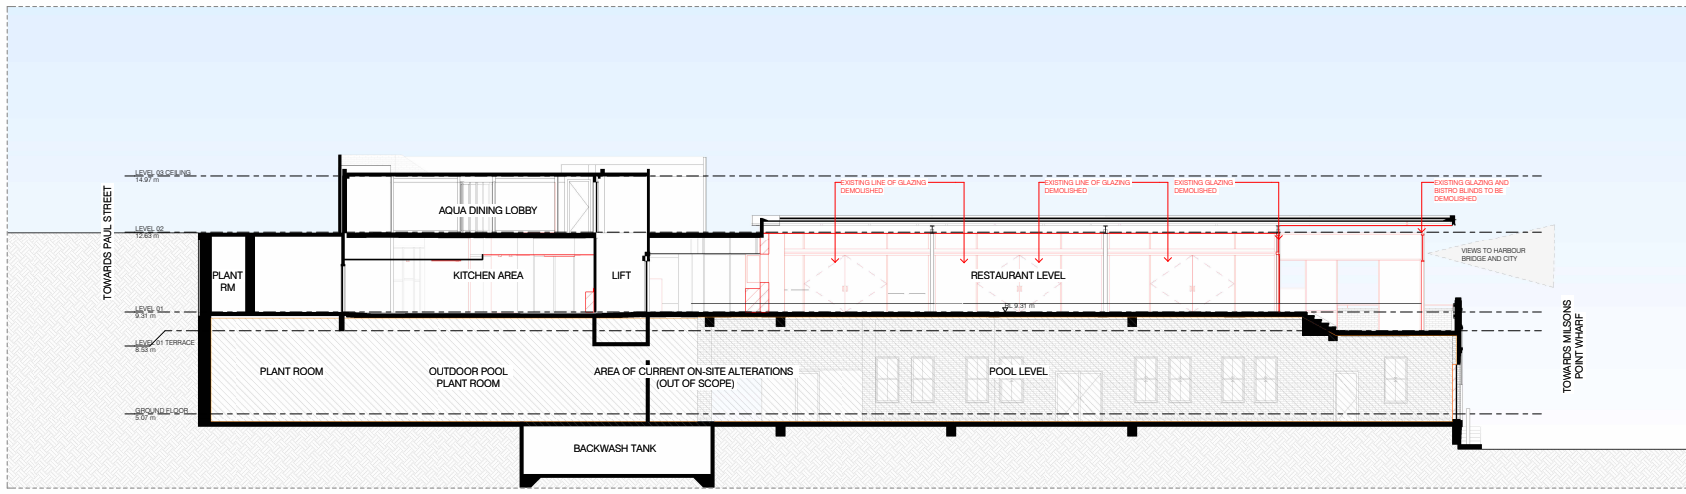 LEVEL 03 CEILING
14.97 m
TOWARDS PAUL STREET
LEVEL 02
12.63 m
AQUA DINING LOBBY
EXISTING LINE OF GLAZING
DEMOLISHED
EXISTING LINE OF GLAZING
DEMOLISHED
EXISTING GLAZING
DEMOLISHED
EXISTING GLAZING AND
BISTRO BLINDS TO BE
DEMOLISHED
VIEWS TO HARBOUR
BRIDGE AND CITY
PLANT
RM
KITCHEN AREA
LIFT
RESTAURANT LEVEL
LEVEL 01
9.31 m
RL 9.31 m
TOWARDS MILSONS
POINT WHARF
LEVEL 01 TERRACE
8.53 m
PLANT ROOM
OUTDOOR POOL
PLANT ROOM
AREA OF CURRENT ON-SITE ALTERATIONS
(OUT OF SCOPE)
POOL LEVEL
GROUND FLOOR
5.07 m
BACKWASH TANK